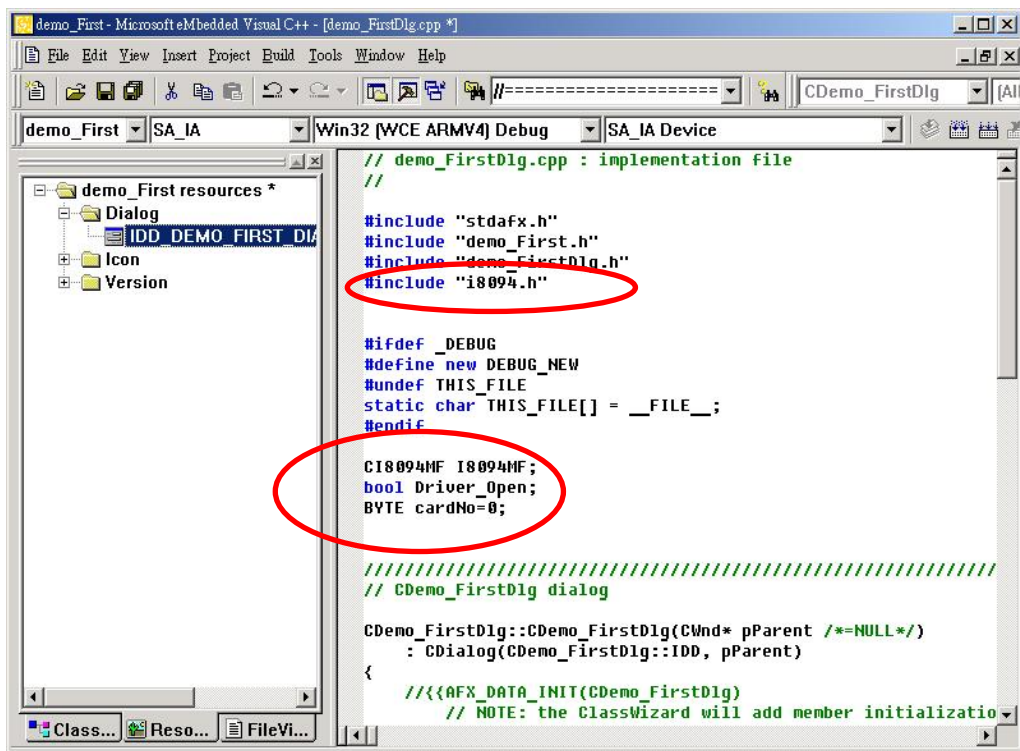 demo_First - Microsoft eMbedded Visual C++ - [demo_FirstDlg.cpp *]
File Edit View Insert Project Build Tools Window Help
//===================== CDemo_FirstDlg (All
demo_First SA_IA Win32 (WCE ARMV4) Debug SA_IA Device
demo_First resources *
Dialog
IDD_DEMO_FIRST_DIA
Icon
Version
Class... Reso... FileVi...
// demo_FirstDlg.cpp : implementation file
//
#include "stdafx.h"
#include "demo_First.h"
#include "demo_FirstDlg.h"
#include "i8094.h"
#ifdef _DEBUG
#define new DEBUG_NEW
#undef THIS_FILE
static char THIS_FILE[] = __FILE__;
#endif
CI8094MF I8094MF;
bool Driver_Open;
BYTE cardNo=0;
//////////////////////////////////////////////////////////////
// CDemo_FirstDlg dialog
CDemo_FirstDlg::CDemo_FirstDlg(CWnd* pParent /*=NULL*/)
: CDialog(CDemo_FirstDlg::IDD, pParent)
{
//{{AFX_DATA_INIT(CDemo_FirstDlg)
// NOTE: the ClassWizard will add member initializatio